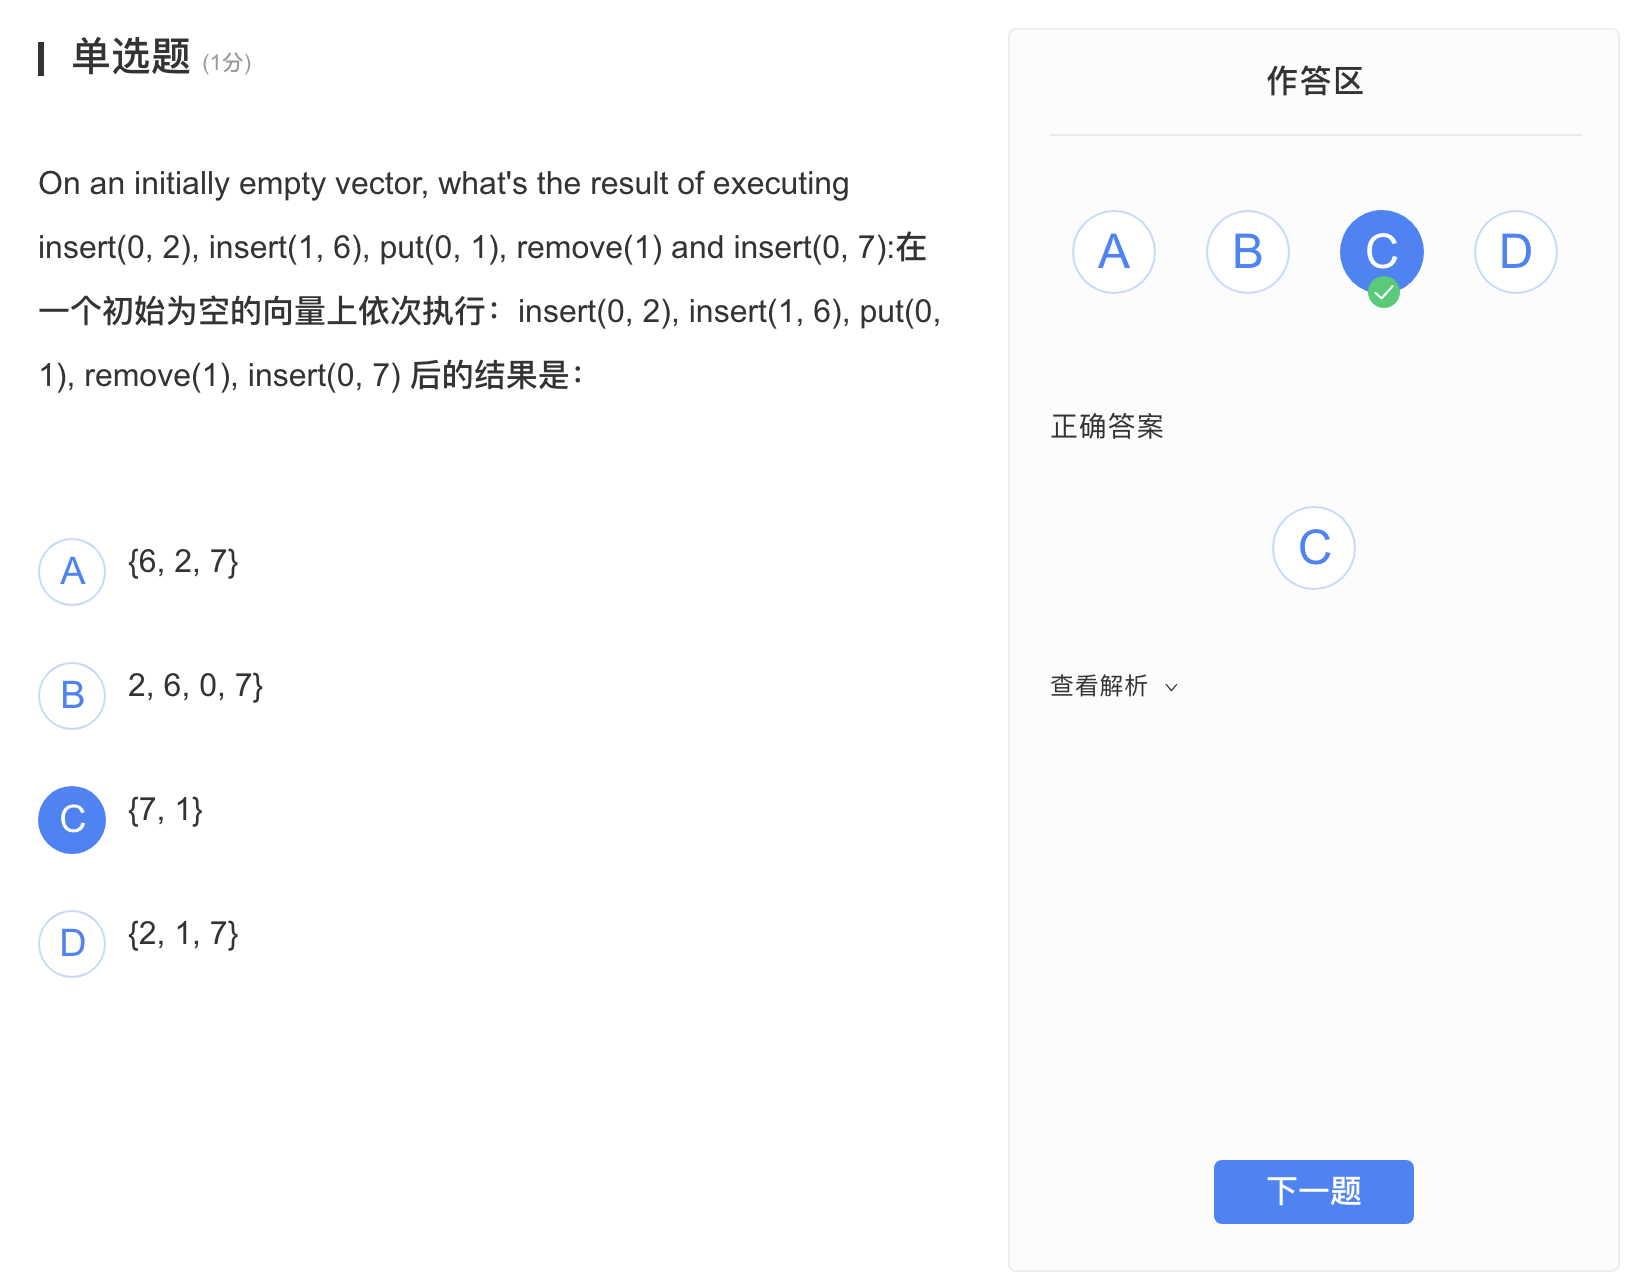 单选题 (1分)
On an initially empty vector, what's the result of executing
insert(0, 2), insert(1, 6), put(0, 1), remove(1) and insert(0, 7):在
一个初始为空的向量上依次执行：insert(0, 2), insert(1, 6), put(0,
1), remove(1), insert(0, 7) 后的结果是：
A {6, 2, 7}
B 2, 6, 0, 7}
C {7, 1}
D {2, 1, 7}
作答区
A B C D
正确答案
C
查看解析
下一题